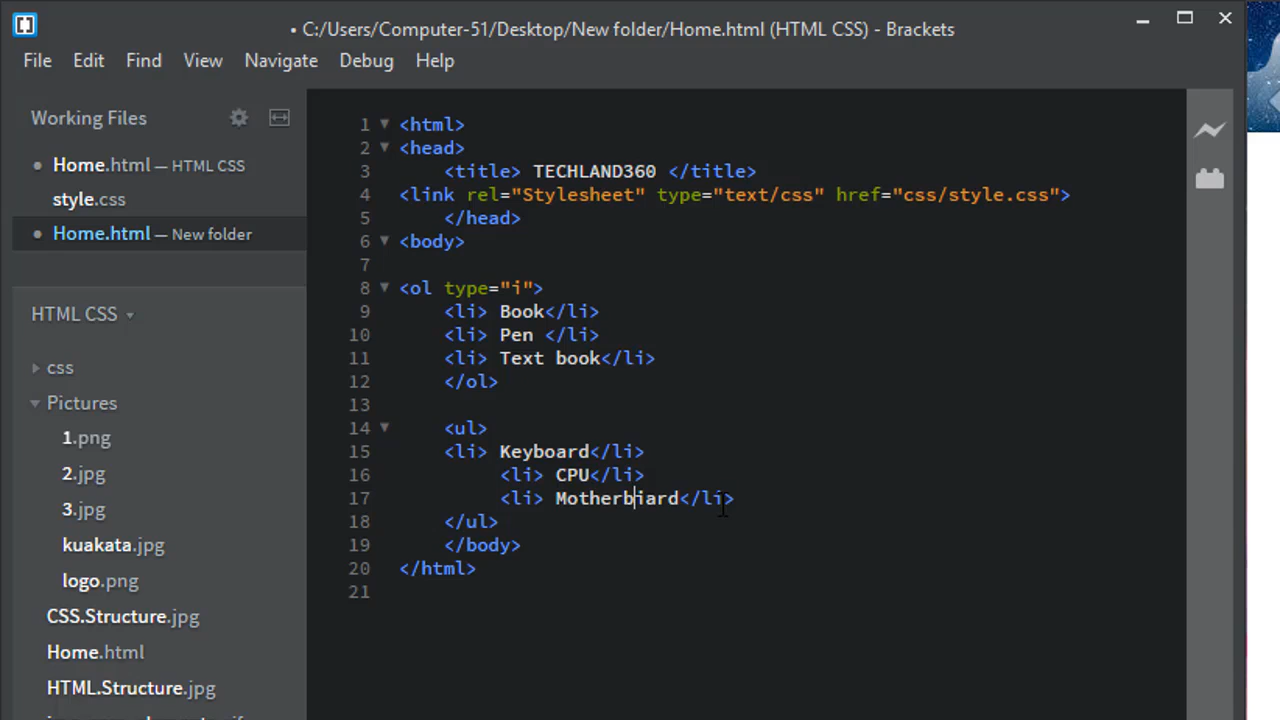 • C:/Users/Computer-51/Desktop/New folder/Home.html (HTML CSS) - Brackets
File Edit Find View Navigate Debug Help
Working Files
• Home.html — HTML CSS
style.css
• Home.html — New folder
HTML CSS
css
Pictures
1.png
2.jpg
3.jpg
kuakata.jpg
logo.png
CSS.Structure.jpg
Home.html
HTML.Structure.jpg
1 <html>
2 <head>
3 <title> TECHLAND360 </title>
4 <link rel="Stylesheet" type="text/css" href="css/style.css">
5 </head>
6 <body>
7
8 <ol type="i">
9 <li> Book</li>
10 <li> Pen </li>
11 <li> Text book</li>
12 </ol>
13
14 <ul>
15 <li> Keyboard</li>
16 <li> CPU</li>
17 <li> Motherbiard</li>
18 </ul>
19 </body>
20 </html>
21